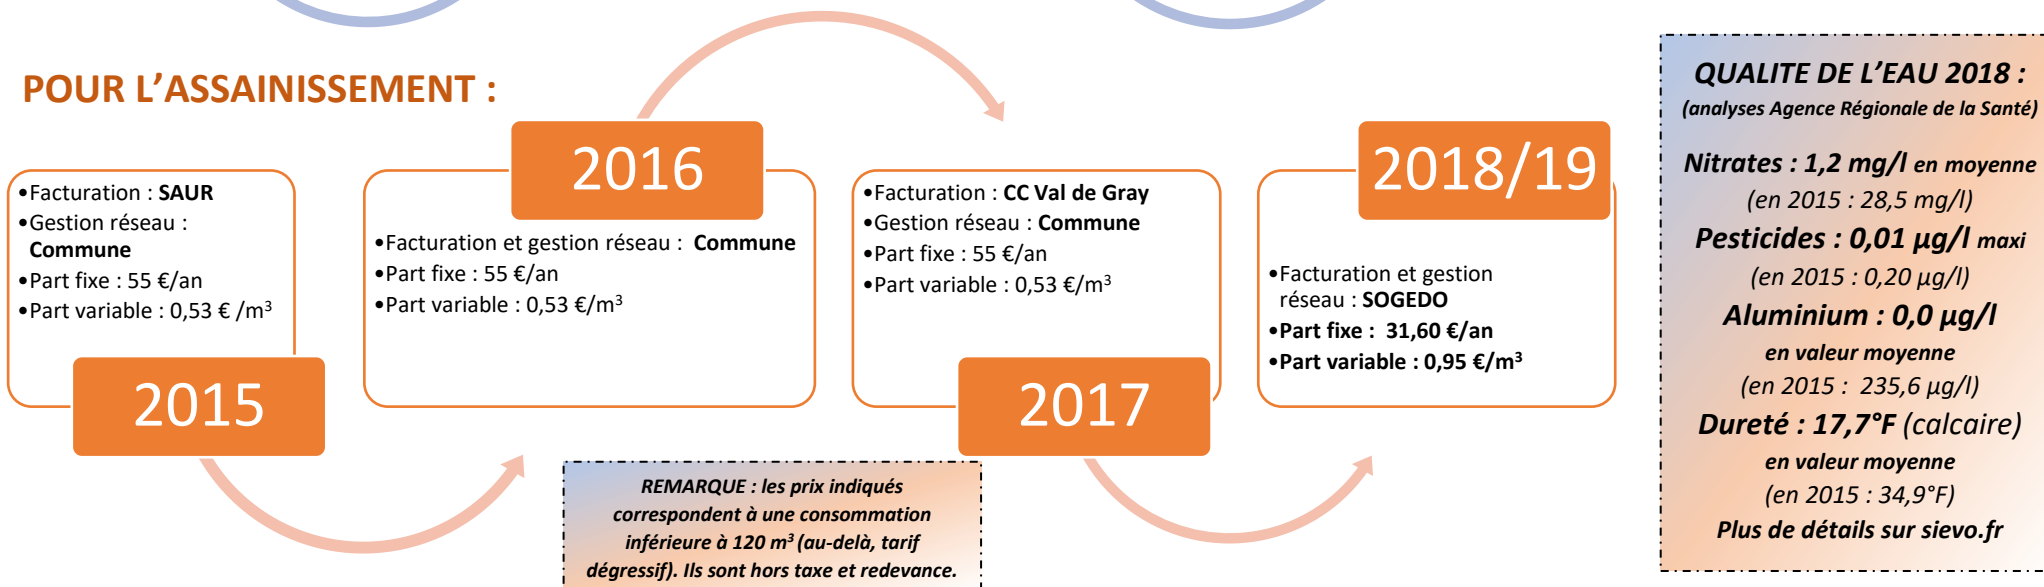 POUR L'ASSAINISSEMENT :
•Facturation : SAUR
•Gestion réseau :
Commune
•Part fixe : 55 €/an
•Part variable : 0,53 € /m³
2015
2016
•Facturation et gestion réseau : Commune
•Part fixe : 55 €/an
•Part variable : 0,53 €/m³
•Facturation : CC Val de Gray
•Gestion réseau : Commune
•Part fixe : 55 €/an
•Part variable : 0,53 €/m³
2017
2018/19
•Facturation et gestion
réseau : SOGEDO
•Part fixe : 31,60 €/an
•Part variable : 0,95 €/m³
REMARQUE : les prix indiqués
correspondent à une consommation
inférieure à 120 m³ (au-delà, tarif
dégressif). Ils sont hors taxe et redevance.
QUALITE DE L'EAU 2018 :
(analyses Agence Régionale de la Santé)
Nitrates : 1,2 mg/l en moyenne
(en 2015 : 28,5 mg/l)
Pesticides : 0,01 µg/l maxi
(en 2015 : 0,20 µg/l)
Aluminium : 0,0 µg/l
en valeur moyenne
(en 2015 : 235,6 µg/l)
Dureté : 17,7°F (calcaire)
en valeur moyenne
(en 2015 : 34,9°F)
Plus de détails sur sievo.fr